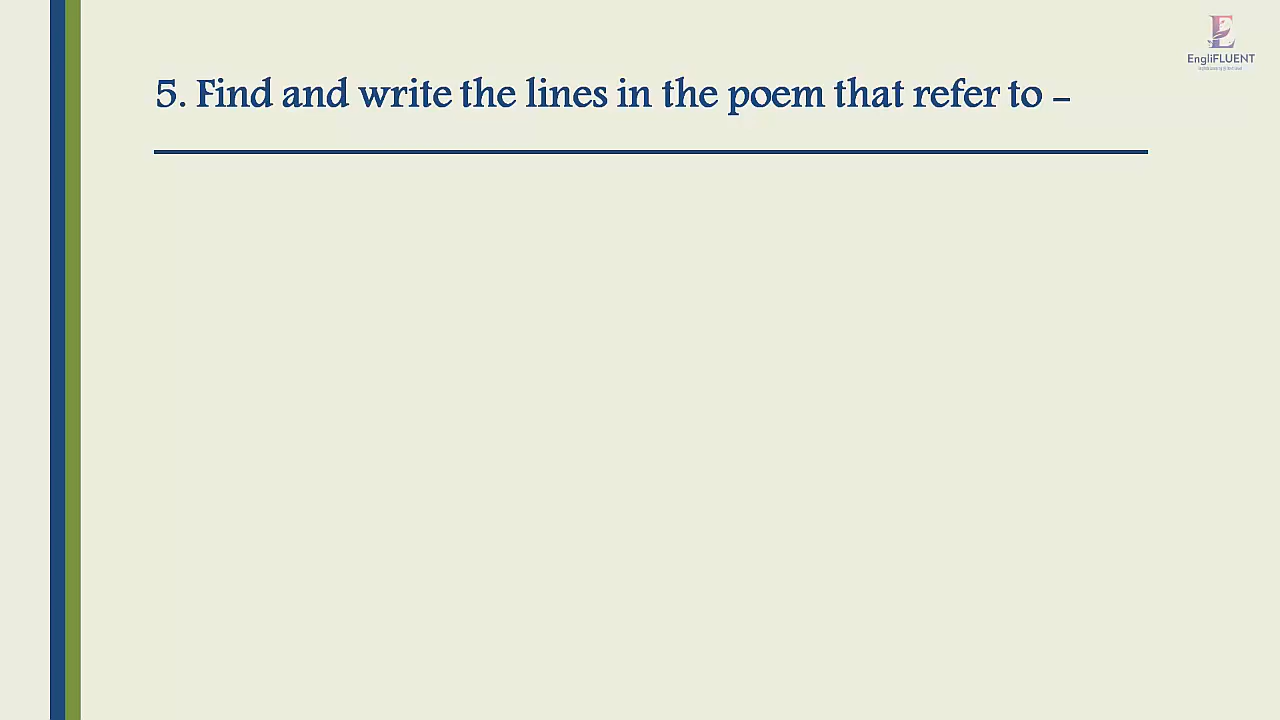 EngliFLUENT
5. Find and write the lines in the poem that refer to –